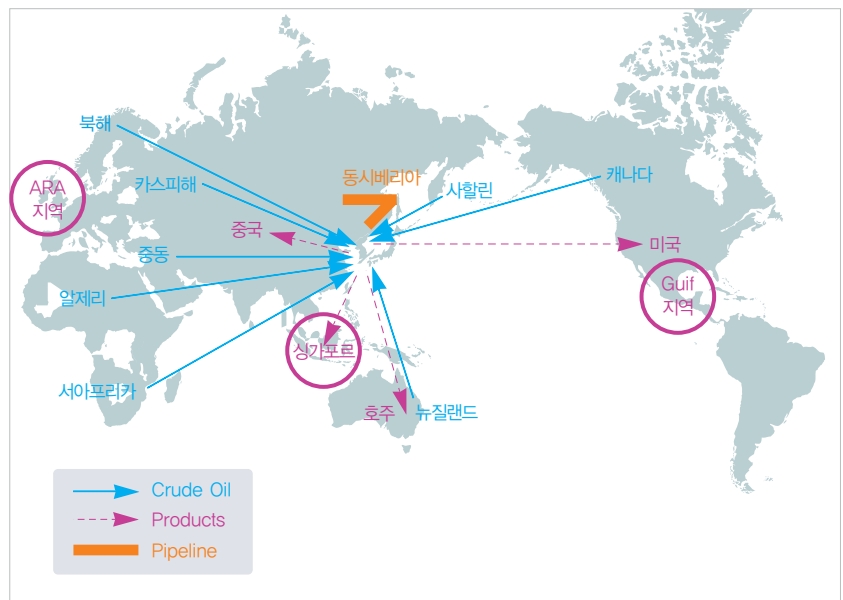 북해
동시베리아
캐나다
ARA
지역
카스피해
사할린
중국
미국
중동
Guif
지역
알제리
싱가포르
서아프리카
호주
뉴질랜드
Crude Oil
Products
Pipeline